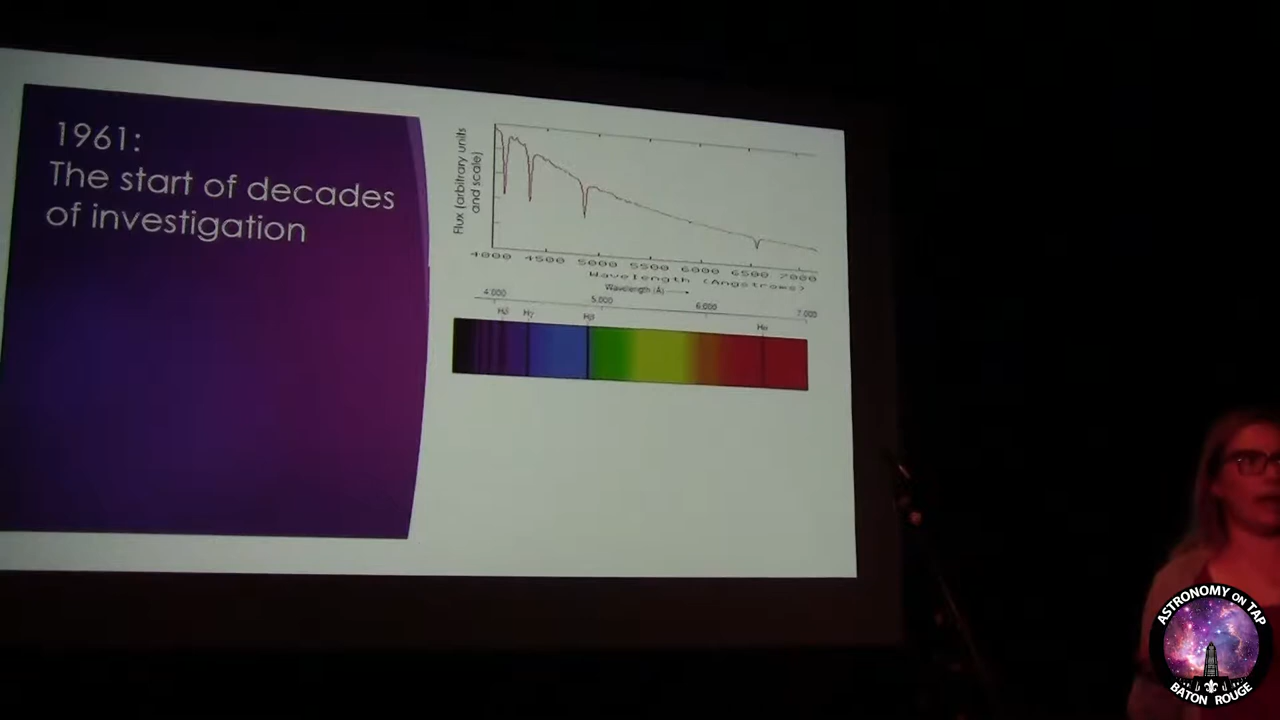 1961:
The start of decades
of investigation
Flux (arbitrary units
and scale)
4000 4500 5000 5500 6000 6500 7000
Wavelength (Angstroms)
Wavelength (Å)
4 000 5,000 6,000 7,000
Hδ Hγ Hβ Hα
ASTRONOMY ON TAP
BATON ROUGE